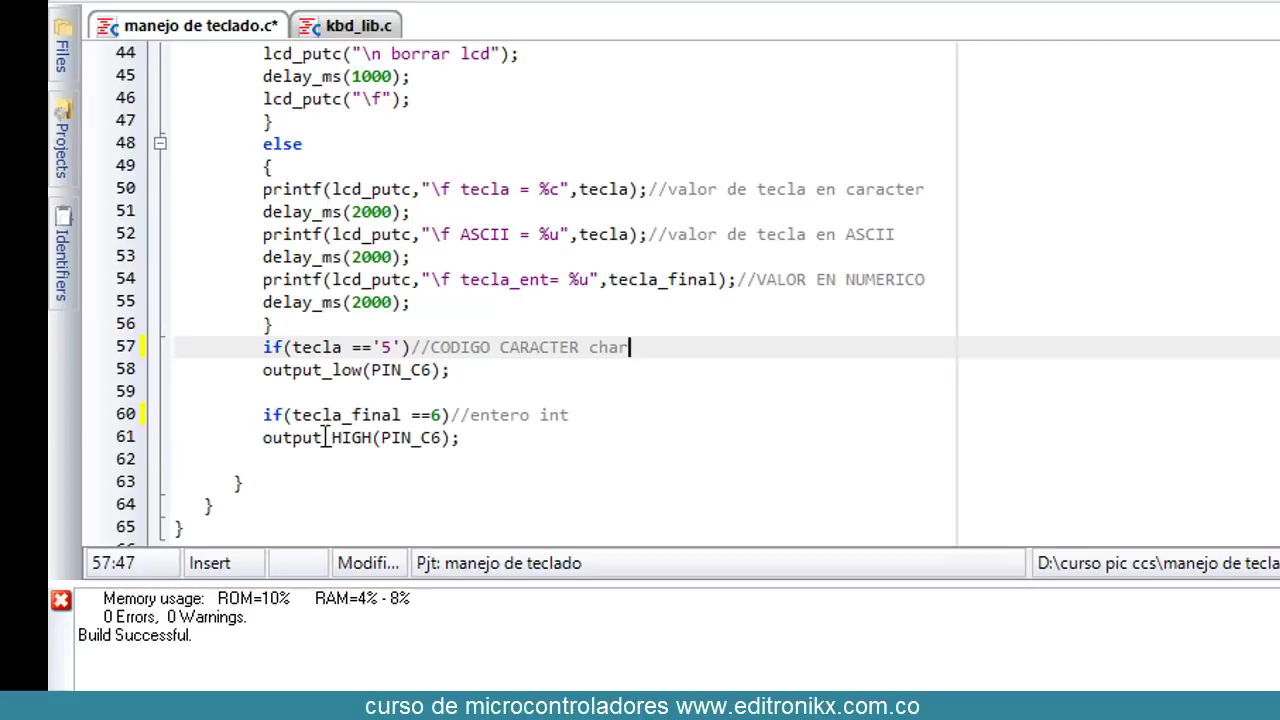 manejo de teclado.c*
kbd_lib.c
Files
Projects
Identifiers
44 lcd_putc("\n borrar lcd");
45 delay_ms(1000);
46 lcd_putc("\f");
47 }
48 else
49 {
50 printf(lcd_putc,"\f tecla = %c",tecla);//valor de tecla en caracter
51 delay_ms(2000);
52 printf(lcd_putc,"\f ASCII = %u",tecla);//valor de tecla en ASCII
53 delay_ms(2000);
54 printf(lcd_putc,"\f tecla_ent= %u",tecla_final);//VALOR EN NUMERICO
55 delay_ms(2000);
56 }
57 if(tecla =='5')//CODIGO CARACTER char
58 output_low(PIN_C6);
59
60 if(tecla_final ==6)//entero int
61 output_HIGH(PIN_C6);
62
63 }
64 }
65 }
57:47 Insert Modifi... Pjt: manejo de teclado D:\curso pic ccs\manejo de tecla
Memory usage: ROM=10% RAM=4% - 8%
0 Errors, 0 Warnings.
Build Successful.
curso de microcontroladores www.editronikx.com.co